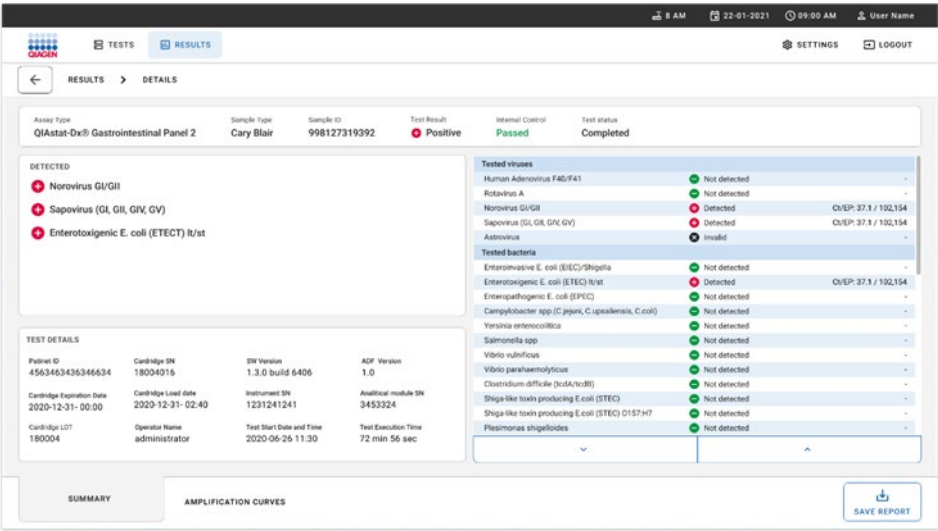 8 AM 22-01-2021 09:00 AM User Name
QIAGEN TESTS RESULTS SETTINGS LOGOUT
RESULTS > DETAILS
Assay Type Sample Type Sample ID Test Result Internal Control Test status
QIAstat-Dx® Gastrointestinal Panel 2 Cary Blair 998127319392 Positive Passed Completed
DETECTED
Norovirus GI/GII
Sapovirus (GI, GII, GIV, GV)
Enterotoxigenic E. coli (ETECT) lt/st
TEST DETAILS
Patinet ID Cardridge SN SW Version ADF Version
4563463436346634 18004016 1.3.0 build 6406 1.0
Cardridge Expiration Date Cardridge Load date Instrument SN Analitical module SN
2020-12-31- 00:00 2020-12-31- 02:40 1231241241 3453324
Cardridge LOT Operator Name Test Start Date and Time Test Execution Time
180004 administrator 2020-06-26 11:30 72 min 56 sec
Tested viruses
Human Adenovirus F40/F41 Not detected -
Rotavirus A Not detected -
Norovirus GI/GII Detected Ct/EP: 37.1 / 102,154
Sapovirus (GI, GII, GIV, GV) Detected Ct/EP: 37.1 / 102,154
Astrovirus Invalid -
Tested bacteria
Enteroinvasive E. coli (EIEC)/Shigella Not detected -
Enterotoxigenic E. coli (ETEC) lt/st Detected Ct/EP: 37.1 / 102,154
Enteropathogenic E. coli (EPEC) Not detected -
Campylobacter spp.(C.jejuni, C.upsaliensis, C.coli) Not detected -
Yersinia enterocolitica Not detected -
Salmonella spp Not detected -
Vibrio vulnificus Not detected -
Vibrio parahaemolyticus Not detected -
Clostridium difficile (tcdA/tcdB) Not detected -
Shiga-like toxin producing E.coli (STEC) Not detected -
Shiga-like toxin producing E.coli (STEC) O157:H7 Not detected -
Plesimonas shigelloides Not detected -
SUMMARY AMPLIFICATION CURVES SAVE REPORT